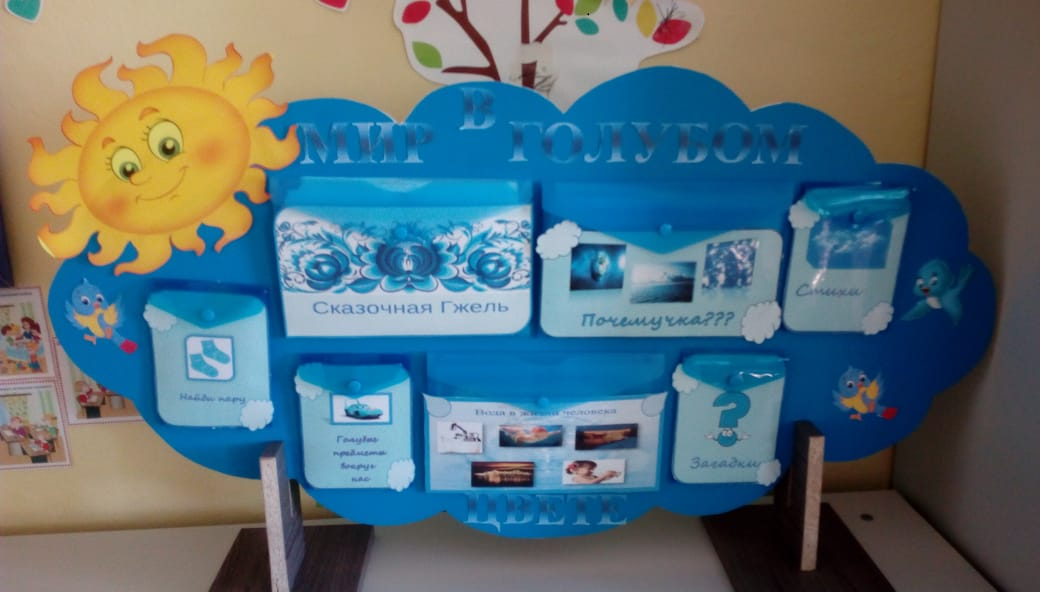 МИР В ГОЛУБОМ
Сказочная Гжель
Почемучка???
Стихи
Найди пару
Голубые
предметы
вокруг
нас
Вода в жизни человека
Загадки
ЦВЕТЕ